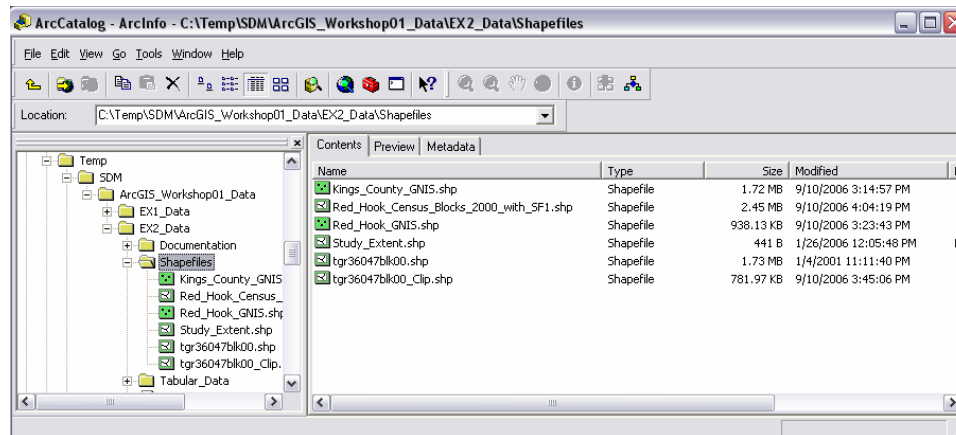 ArcCatalog - ArcInfo - C:\Temp\SDM\ArcGIS_Workshop01_Data\EX2_Data\Shapefiles
File Edit View Go Tools Window Help
Location: C:\Temp\SDM\ArcGIS_Workshop01_Data\EX2_Data\Shapefiles
Contents Preview Metadata
Temp
SDM
ArcGIS_Workshop01_Data
EX1_Data
EX2_Data
Documentation
Shapefiles
Kings_County_GNIS
Red_Hook_Census_
Red_Hook_GNIS.shp
Study_Extent.shp
tgr36047blk00.shp
tgr36047blk00_Clip.
Tabular_Data
Name Type Size Modified
Kings_County_GNIS.shp Shapefile 1.72 MB 9/10/2006 3:14:57 PM
Red_Hook_Census_Blocks_2000_with_SF1.shp Shapefile 2.45 MB 9/10/2006 4:04:19 PM
Red_Hook_GNIS.shp Shapefile 938.13 KB 9/10/2006 3:23:43 PM
Study_Extent.shp Shapefile 441 B 1/26/2006 12:05:48 PM
tgr36047blk00.shp Shapefile 1.73 MB 1/4/2001 11:11:40 PM
tgr36047blk00_Clip.shp Shapefile 781.97 KB 9/10/2006 3:45:06 PM